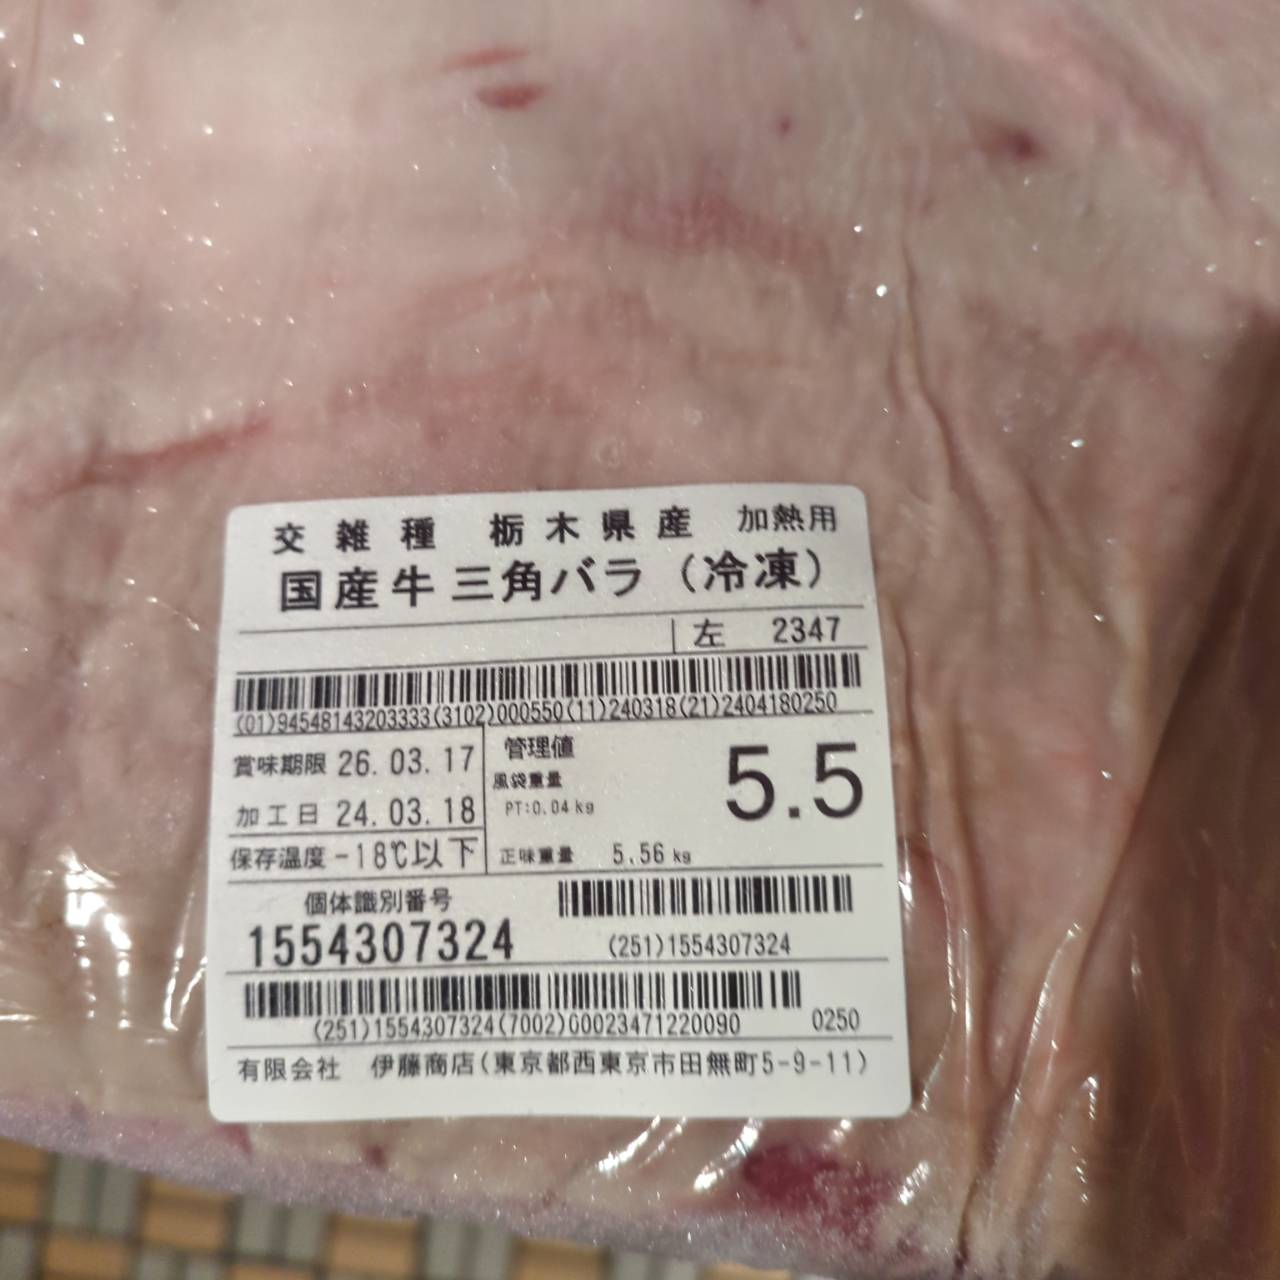 交雑種 栃木県産 加熱用
国産牛 三角バラ (冷凍)
左 2347
(01)94548143203333(3102)000550(11)240318(21)2404180250
賞味期限 26.03.17
加工日 24.03.18
保存温度 -18℃以下
管理値
風袋重量
PT:0.04kg
5.5
正味重量 5.56kg
個体識別番号
1554307324
(251)1554307324
(251)1554307324(7002)G0023471220090 0250
有限会社 伊藤商店(東京都西東京市田無町5-9-11)